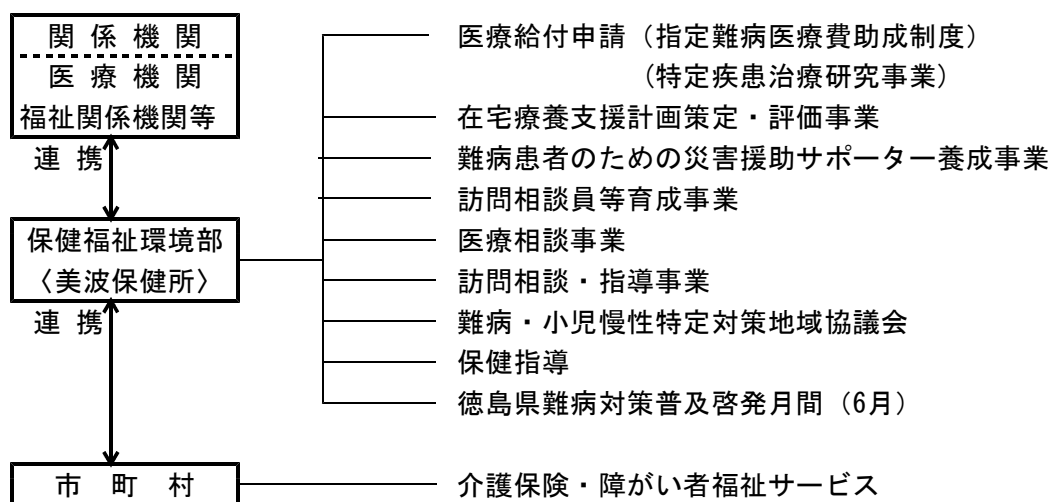 関係機関
医療機関
福祉関係機関等
連携
保健福祉環境部
〈美波保健所〉
連携
市町村
医療給付申請（指定難病医療費助成制度）
（特定疾患治療研究事業）
在宅療養支援計画策定・評価事業
難病患者のための災害援助サポーター養成事業
訪問相談員等育成事業
医療相談事業
訪問相談・指導事業
難病・小児慢性特定対策地域協議会
保健指導
徳島県難病対策普及啓発月間（6月）
介護保険・障がい者福祉サービス